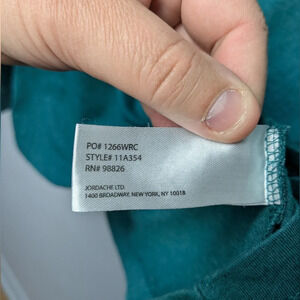 PO# 1266WRC
STYLE# 11A354
RN# 98826
JORDACHE LTD.
1400 BROADWAY, NEW YORK, NY 10018